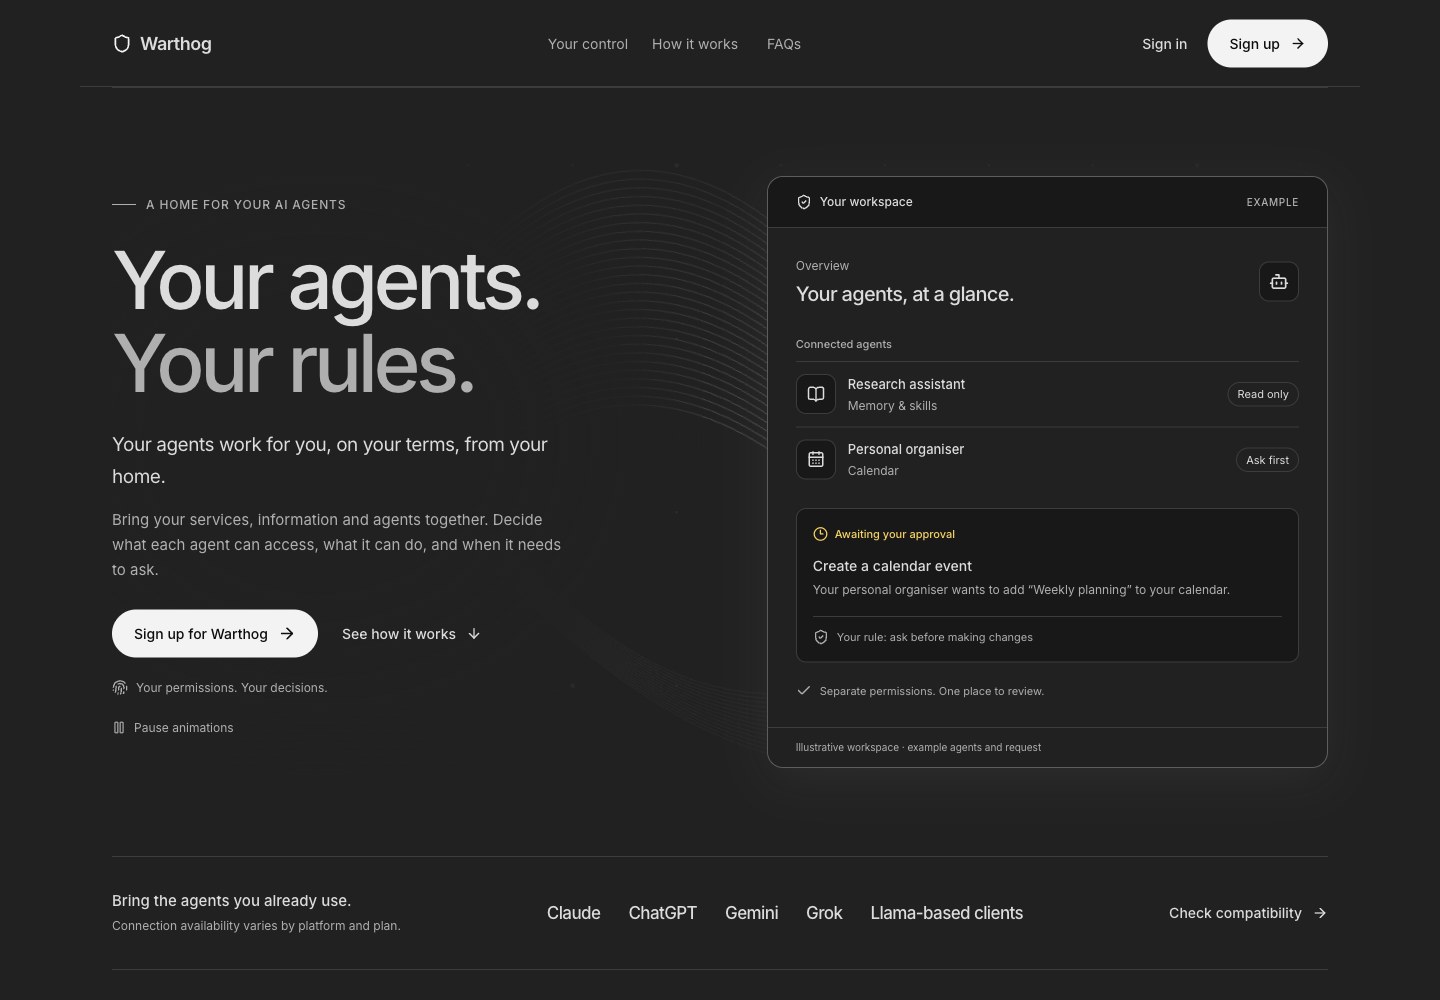 Warthog
Your control
How it works
FAQs
Sign in
Sign up
A HOME FOR YOUR AI AGENTS
Your agents.
Your rules.
Your agents work for you, on your terms, from your
home.
Bring your services, information and agents together. Decide
what each agent can access, what it can do, and when it needs
to ask.
Sign up for Warthog
See how it works
Your permissions. Your decisions.
Pause animations
Your workspace
EXAMPLE
Overview
Your agents, at a glance.
Connected agents
Research assistant
Memory & skills
Read only
Personal organiser
Calendar
Ask first
Awaiting your approval
Create a calendar event
Your personal organiser wants to add “Weekly planning” to your calendar.
Your rule: ask before making changes
Separate permissions. One place to review.
Illustrative workspace · example agents and request
Bring the agents you already use.
Connection availability varies by platform and plan.
Claude
ChatGPT
Gemini
Grok
Llama-based clients
Check compatibility